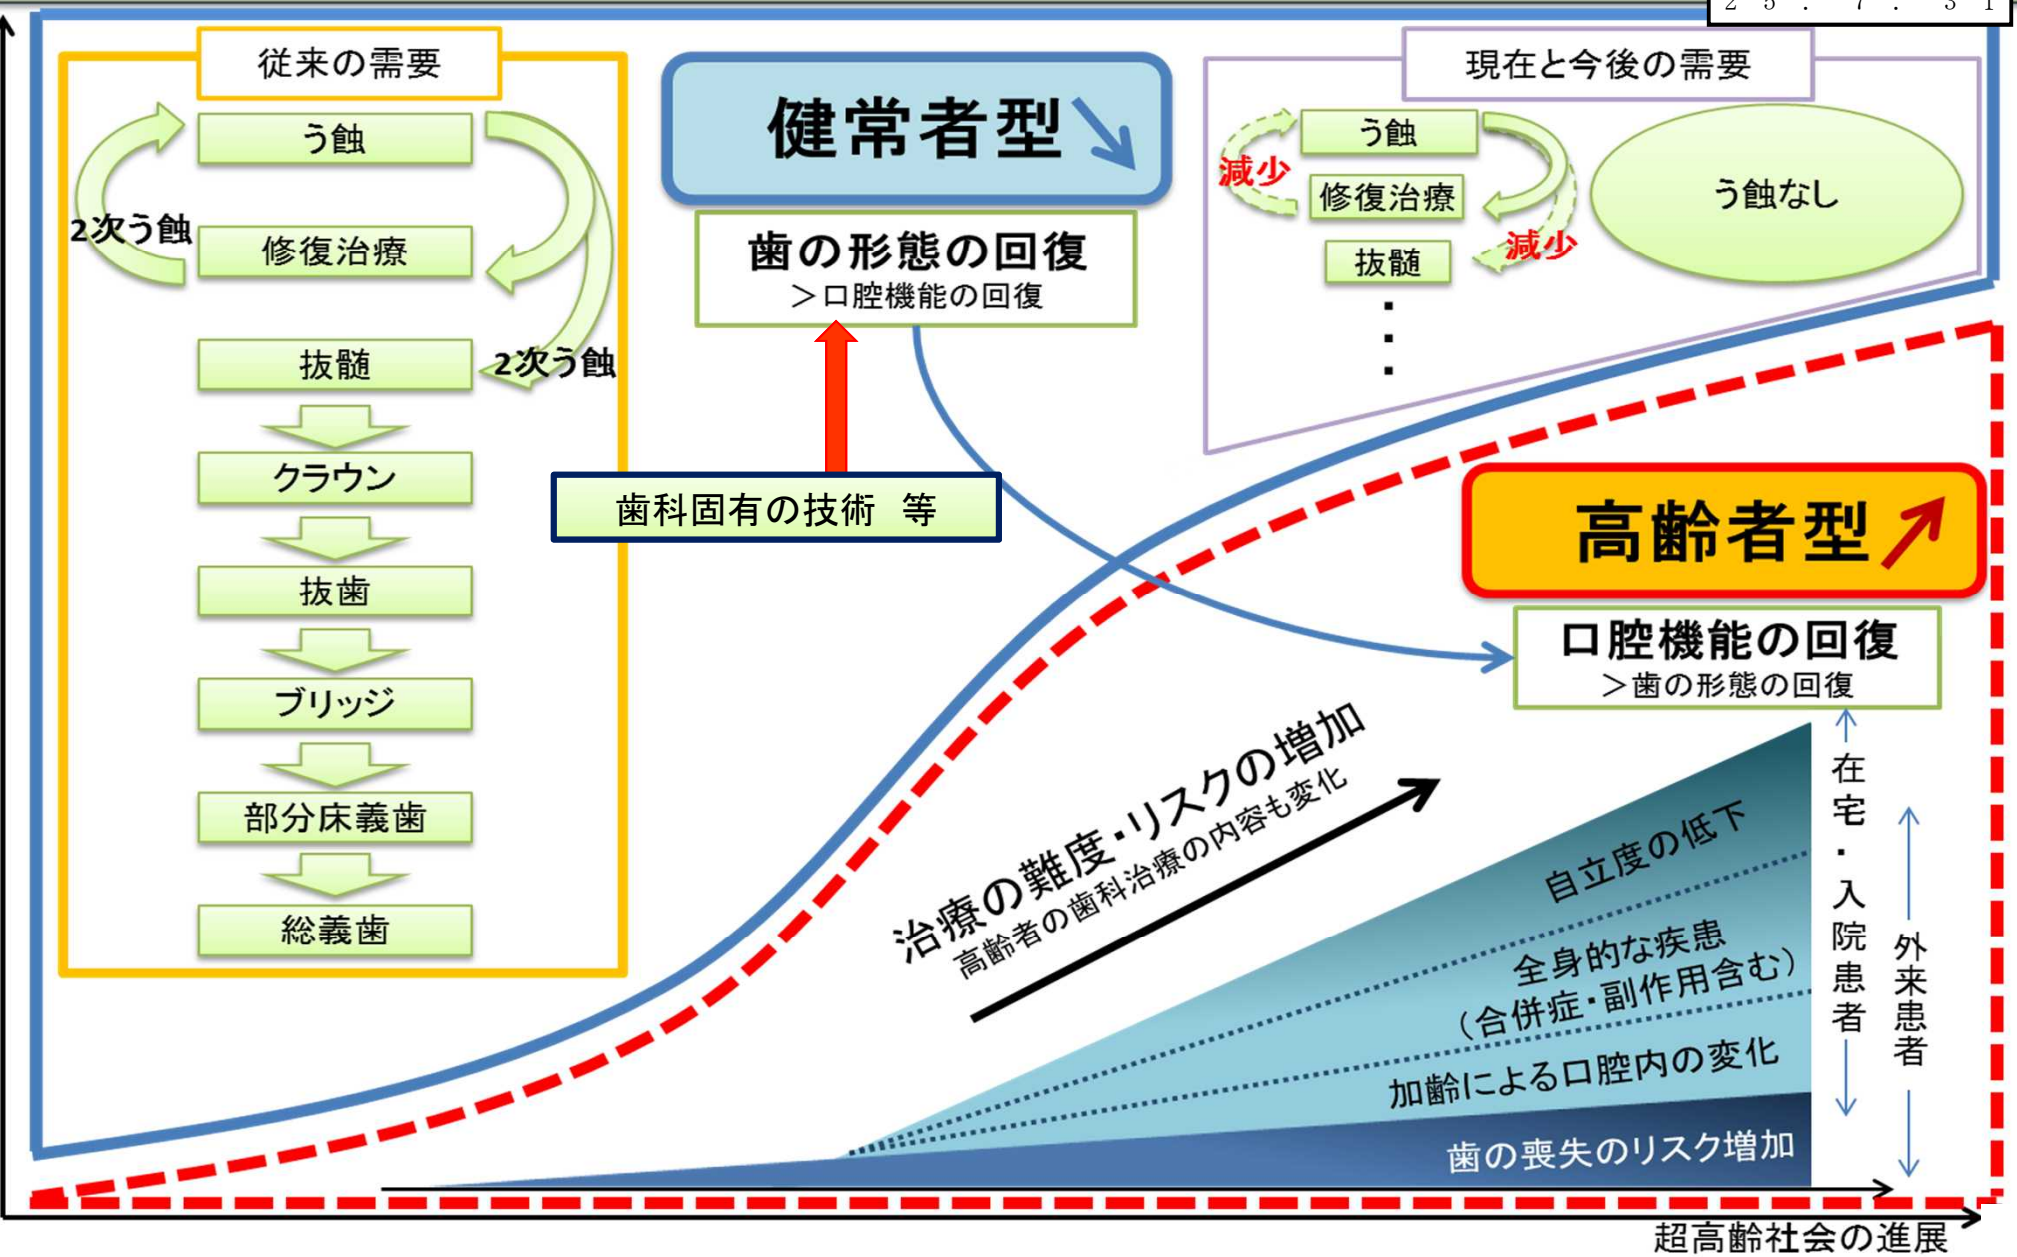 ２５．７．３１
従来の需要
う蝕
2次う蝕
修復治療
抜髄
2次う蝕
クラウン
抜歯
ブリッジ
部分床義歯
総義歯
健常者型
歯の形態の回復
＞口腔機能の回復
歯科固有の技術　等
現在と今後の需要
う蝕
減少
修復治療
減少
抜髄
・
・
・
う蝕なし
高齢者型
口腔機能の回復
＞歯の形態の回復
治療の難度・リスクの増加
高齢者の歯科治療の内容も変化
自立度の低下
全身的な疾患
（合併症・副作用含む）
加齢による口腔内の変化
歯の喪失のリスク増加
在宅・入院患者
外来患者
超高齢社会の進展